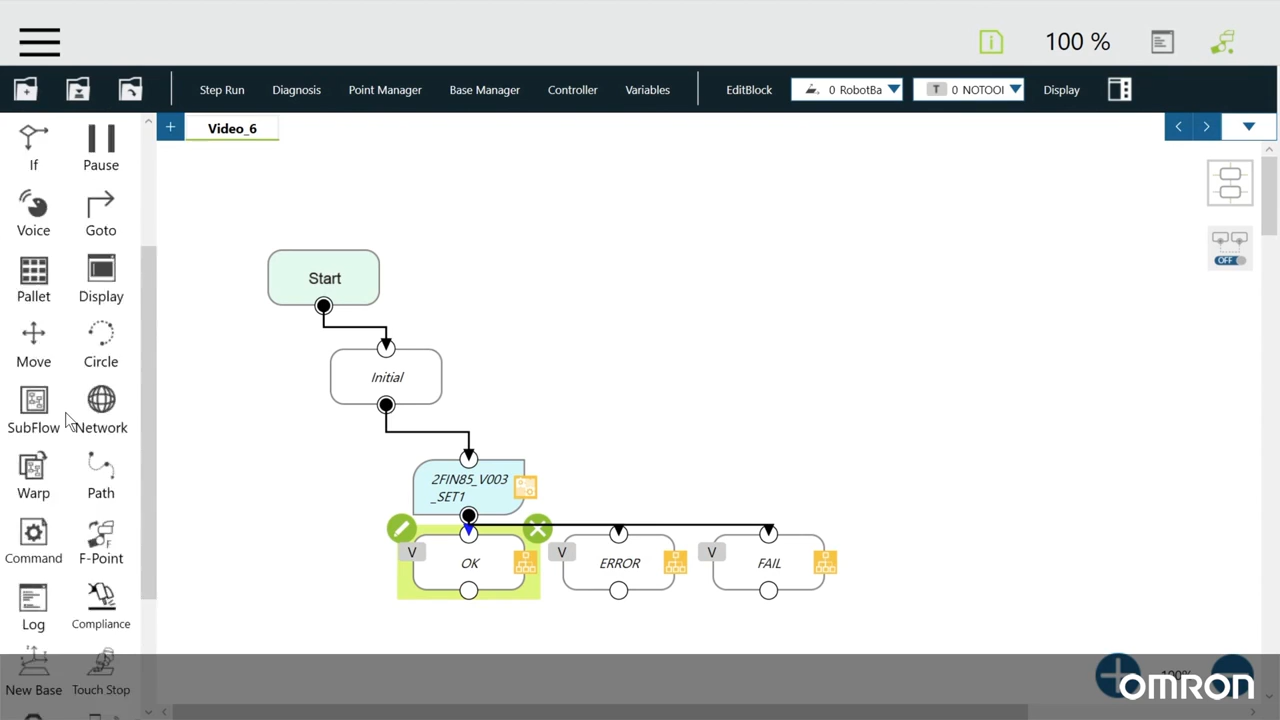 100 %
Step Run
Diagnosis
Point Manager
Base Manager
Controller
Variables
EditBlock
0 RobotBa
T 0 NOTOOI
Display
Video_6
If
Pause
Voice
Goto
Pallet
Display
Move
Circle
SubFlow
Network
Warp
Path
Command
F-Point
Log
Compliance
New Base
Touch Stop
OFF
Start
Initial
2FIN85_V003
_SET1
V
OK
V
ERROR
V
FAIL
100%
OMRON